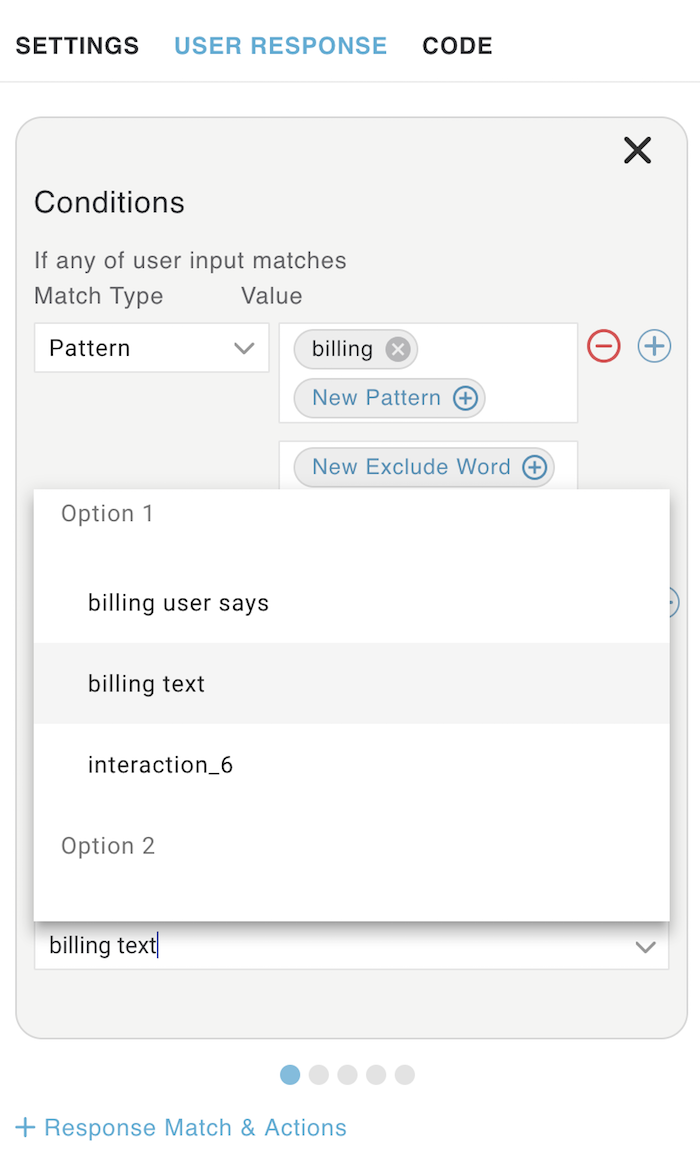 SETTINGS USER RESPONSE CODE
Conditions
If any of user input matches
Match Type Value
Pattern billing
New Pattern
New Exclude Word
Option 1
billing user says
billing text
interaction_6
Option 2
billing text
+ Response Match & Actions